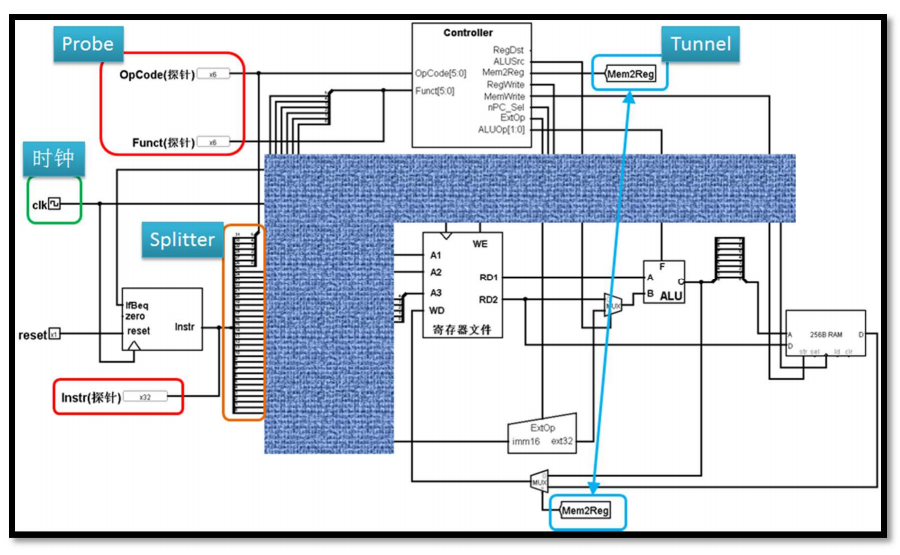 Probe
OpCode(探针)
x6
Funct(探针)
x6
Controller
OpCode[5:0]
Funct[5:0]
RegDst
ALUSrc
Mem2Reg
RegWrite
MemWrite
nPC_Sel
ExtOp
ALUOp[1:0]
Mem2Reg
Tunnel
时钟
clk
Splitter
IfBeq
zero
reset
Instr
reset
x1
Instr(探针)
x32
WE
A1
A2
A3
WD
RD1
RD2
寄存器文件
MUX
F
A
B
C
ALU
A
D
256B RAM
D
str
sel
ld
clr
ExtOp
imm16
ext32
MUX
Mem2Reg